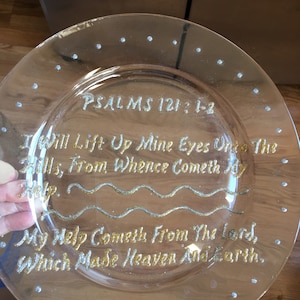 PSALMS 121:1-2
I Will Lift Up Mine Eyes Unto The
Hills, From Whence Cometh My
Help.
My Help Cometh From The Lord,
Which Made Heaven And Earth.